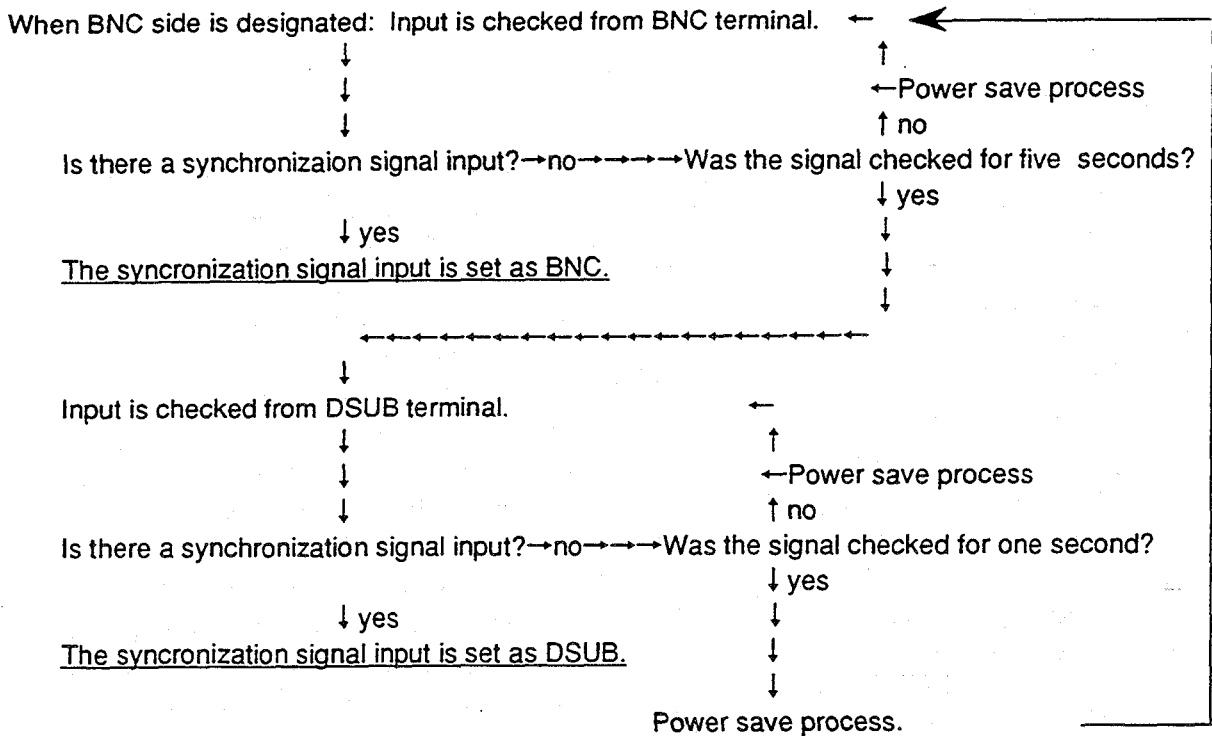 When BNC side is designated: Input is checked from BNC terminal. ←
↓ ↑
↓ ←Power save process
↓ ↑ no
Is there a synchronizaion signal input?→no→→→→Was the signal checked for five seconds?
↓ yes
↓ yes ↓
The syncronization signal input is set as BNC. ↓
↓
←←←←←←←←←←←←←←←←←←←
↓
Input is checked from DSUB terminal. ←
↓ ↑
↓ ←Power save process
↓ ↑ no
Is there a synchronization signal input?→no→→→Was the signal checked for one second?
↓ yes
↓ yes ↓
The syncronization signal input is set as DSUB. ↓
↓
Power save process.